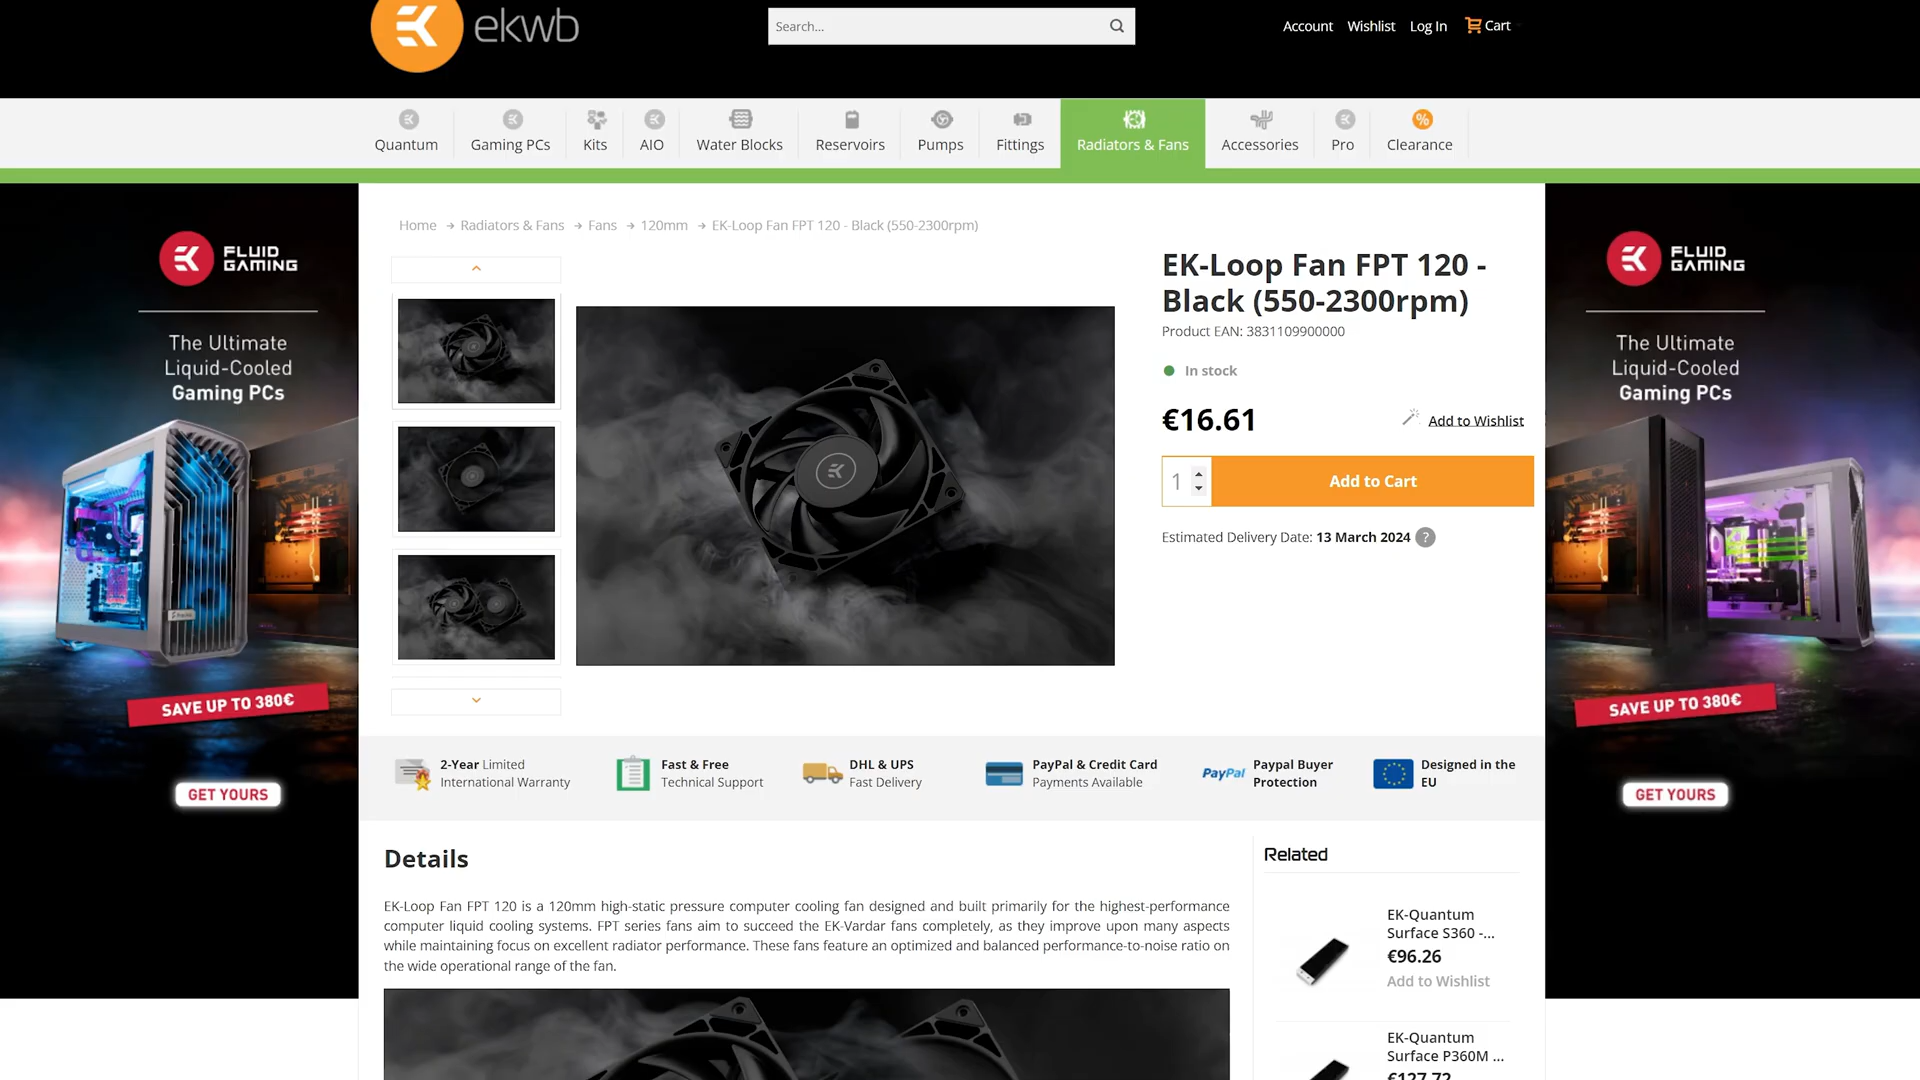 ekwb
Search...
Account
Wishlist
Log In
Cart
Quantum
Gaming PCs
Kits
AIO
Water Blocks
Reservoirs
Pumps
Fittings
Radiators & Fans
Accessories
Pro
Clearance
FLUID
GAMING
The Ultimate
Liquid-Cooled
Gaming PCs
SAVE UP TO 380€
GET YOURS
Home → Radiators & Fans → Fans → 120mm → EK-Loop Fan FPT 120 - Black (550-2300rpm)
EK-Loop Fan FPT 120 -
Black (550-2300rpm)
Product EAN: 3831109900000
In stock
€16.61
Add to Wishlist
1
Add to Cart
Estimated Delivery Date: 13 March 2024 ?
FLUID
GAMING
The Ultimate
Liquid-Cooled
Gaming PCs
SAVE UP TO 380€
GET YOURS
2-Year Limited
International Warranty
Fast & Free
Technical Support
DHL & UPS
Fast Delivery
PayPal & Credit Card
Payments Available
PayPal
Paypal Buyer
Protection
Designed in the
EU
Details
EK-Loop Fan FPT 120 is a 120mm high-static pressure computer cooling fan designed and built primarily for the highest-performance
computer liquid cooling systems. FPT series fans aim to succeed the EK-Vardar fans completely, as they improve upon many aspects
while maintaining focus on excellent radiator performance. These fans feature an optimized and balanced performance-to-noise ratio on
the wide operational range of the fan.
Related
EK-Quantum
Surface S360 -...
€96.26
Add to Wishlist
EK-Quantum
Surface P360M ...
€127.72